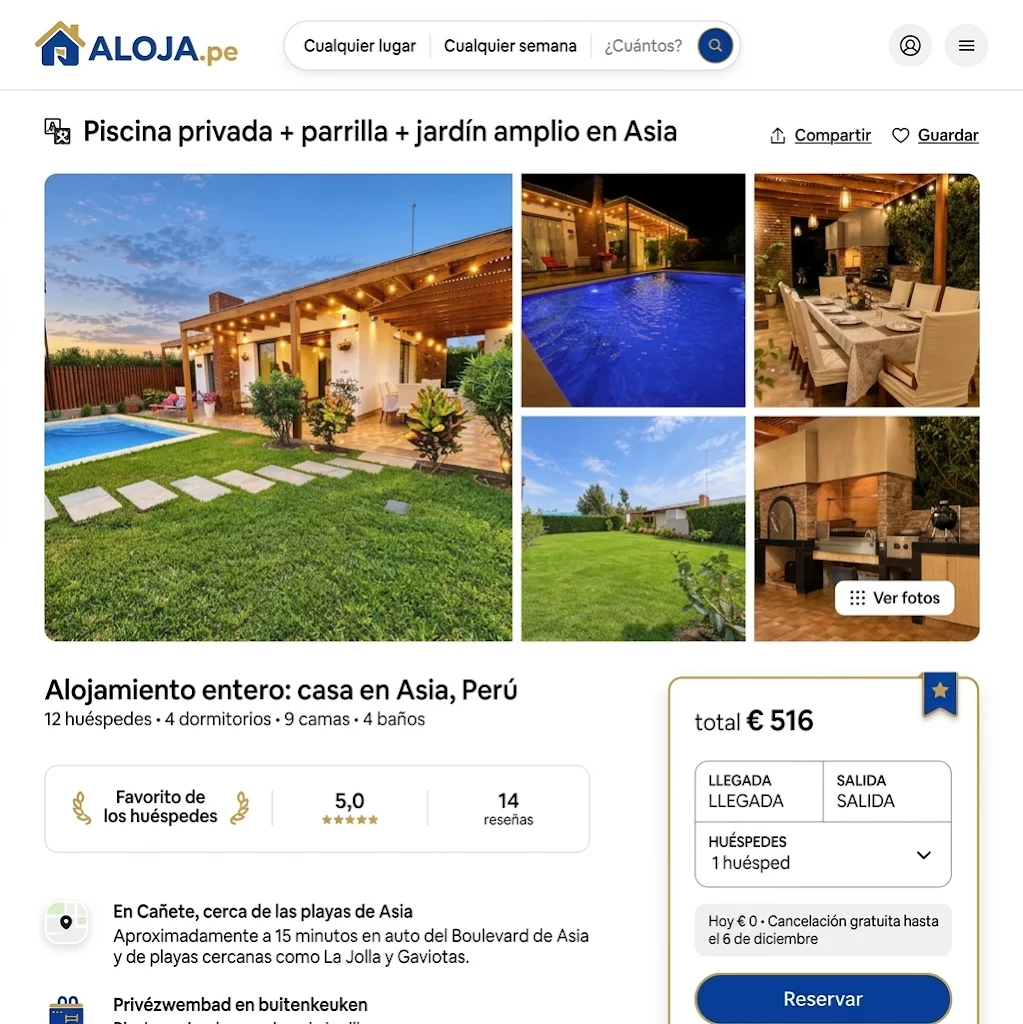 ALOJA.pe
Cualquier lugar
Cualquier semana
¿Cuántos?
Piscina privada + parrilla + jardín amplio en Asia
Compartir
Guardar
Ver fotos
Alojamiento entero: casa en Asia, Perú
12 huéspedes • 4 dormitorios • 9 camas • 4 baños
Favorito de
los huéspedes
5,0
14
reseñas
En Cañete, cerca de las playas de Asia
Aproximadamente a 15 minutos en auto del Boulevard de Asia
y de playas cercanas como La Jolla y Gaviotas.
Privézwembad en buitenkeuken
total € 516
LLEGADA
LLEGADA
SALIDA
SALIDA
HUÉSPEDES
1 huésped
Hoy € 0 • Cancelación gratuita hasta
el 6 de diciembre
Reservar